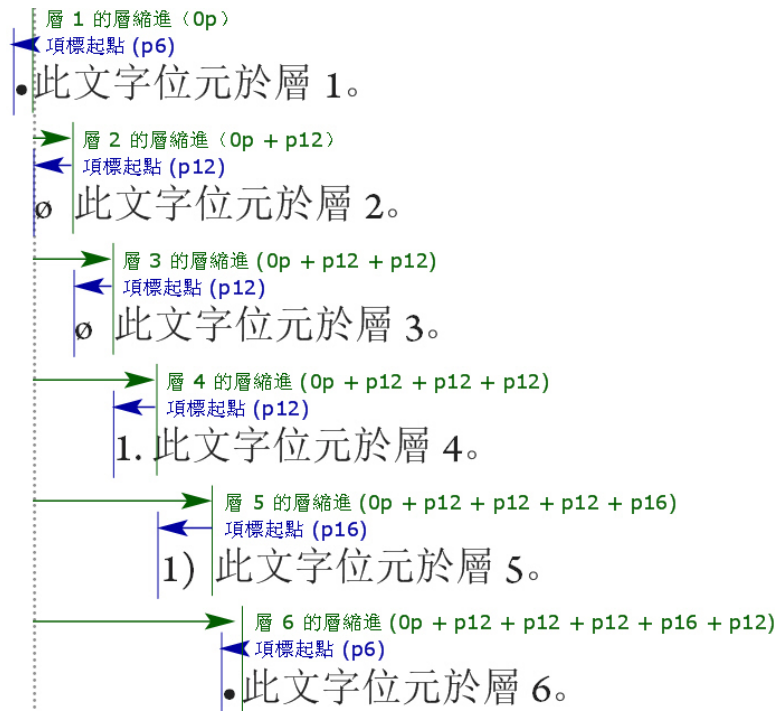 層 1 的層縮進（0p）
項標起點 (p6)
•此文字位元於層 1。
層 2 的層縮進（0p + p12）
項標起點 (p12)
ø 此文字位元於層 2。
層 3 的層縮進 (0p + p12 + p12)
項標起點 (p12)
ø 此文字位元於層 3。
層 4 的層縮進 (0p + p12 + p12 + p12)
項標起點 (p12)
1. 此文字位元於層 4。
層 5 的層縮進 (0p + p12 + p12 + p12 + p16)
項標起點 (p16)
1) 此文字位元於層 5。
層 6 的層縮進 (0p + p12 + p12 + p12 + p16 + p12)
項標起點 (p6)
•此文字位元於層 6。